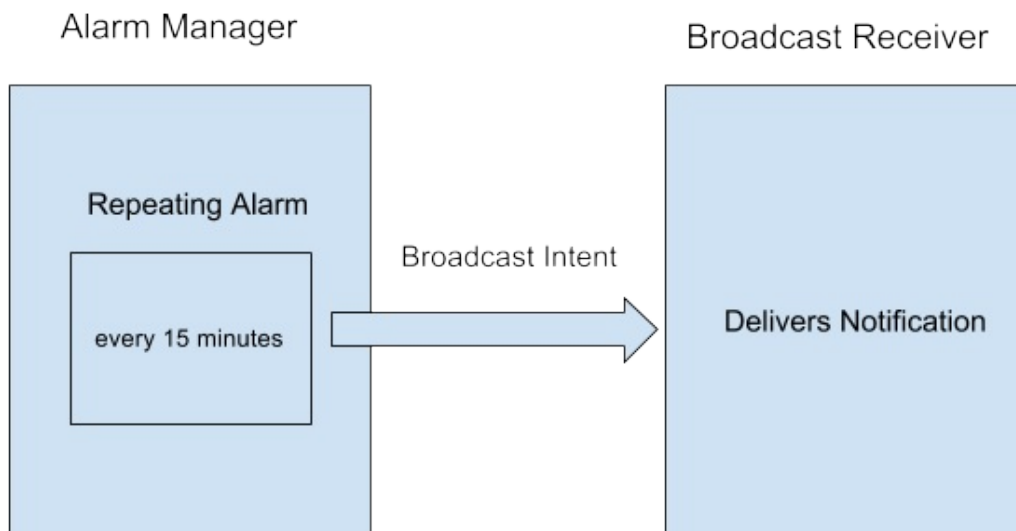 Alarm Manager
Broadcast Receiver
Repeating Alarm
every 15 minutes
Broadcast Intent
Delivers Notification